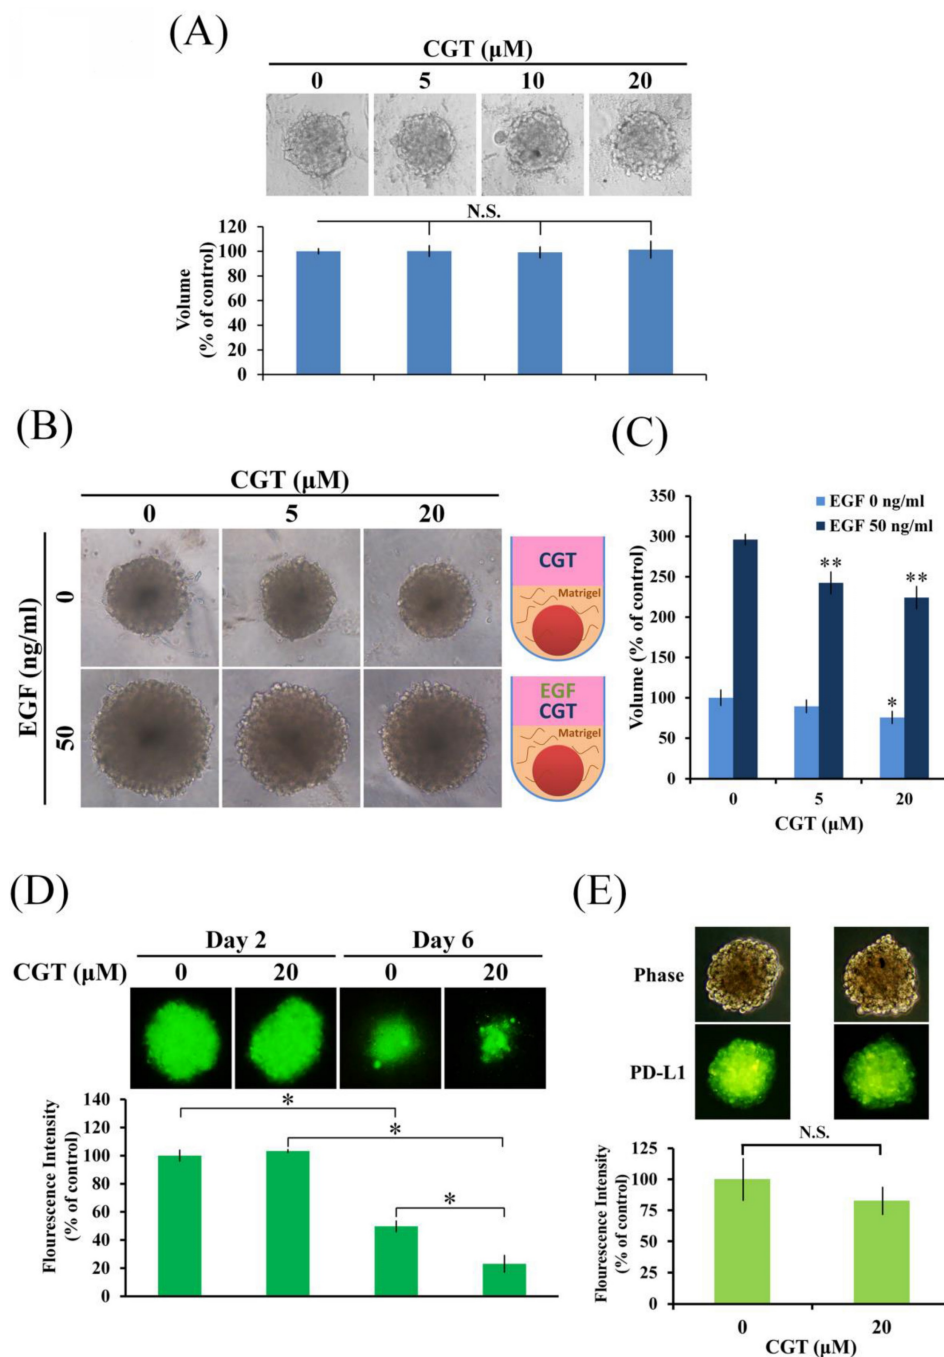 (A)
CGT (μM)
0 5 10 20
N.S.
120
100
80
60
40
20
0
Volume
(% of control)
(B)
CGT (μM)
0 5 20
EGF (ng/ml)
0
50
CGT
Matrigel
EGF
CGT
Matrigel
(C)
350
300
250
200
150
100
50
0
Volume (% of control)
EGF 0 ng/ml
EGF 50 ng/ml
**
**
*
0 5 20
CGT (μM)
(D)
Day 2 Day 6
CGT (μM) 0 20 0 20
140
120
100
80
60
40
20
0
Flourescence Intensity
(% of control)
*
*
*
(E)
Phase
PD-L1
N.S.
125
100
75
50
25
0
Flourescence Intensity
(% of control)
0 20
CGT (μM)